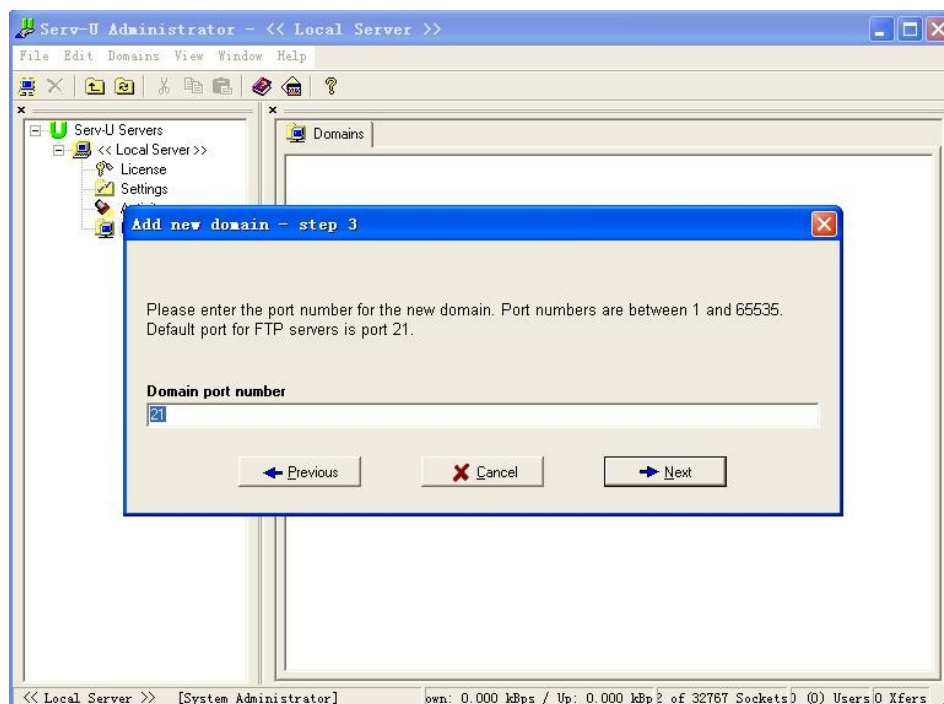 Serv-U Administrator - << Local Server >>
File Edit Domains View Window Help
Serv-U Servers
<< Local Server >>
License
Settings
Domains
Add new domain - step 3
Please enter the port number for the new domain. Port numbers are between 1 and 65535.
Default port for FTP servers is port 21.
Domain port number
21
Previous
Cancel
Next
<< Local Server >> [System Administrator] own: 0.000 kBps / Up: 0.000 kBp 2 of 32767 Sockets (0) Users 0 Xfers